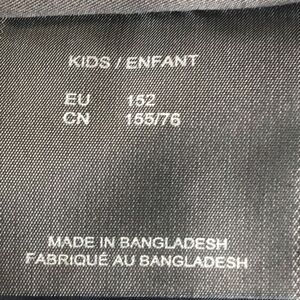 KIDS / ENFANT
EU 152
CN 155/76
MADE IN BANGLADESH
FABRIQUÉ AU BANGLADESH